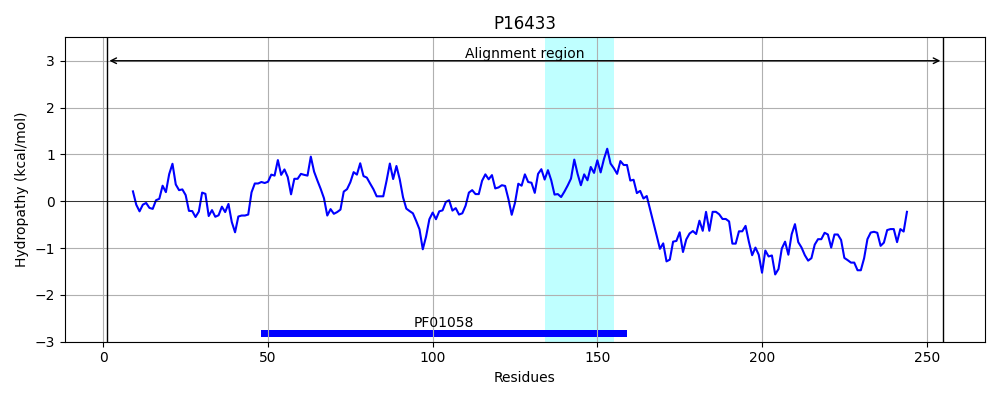 P16433
Hydropathy (kcal/mol)
3
2
1
0
−1
−2
−3
Alignment region
PF01058
0
50
100
150
200
250
Residues